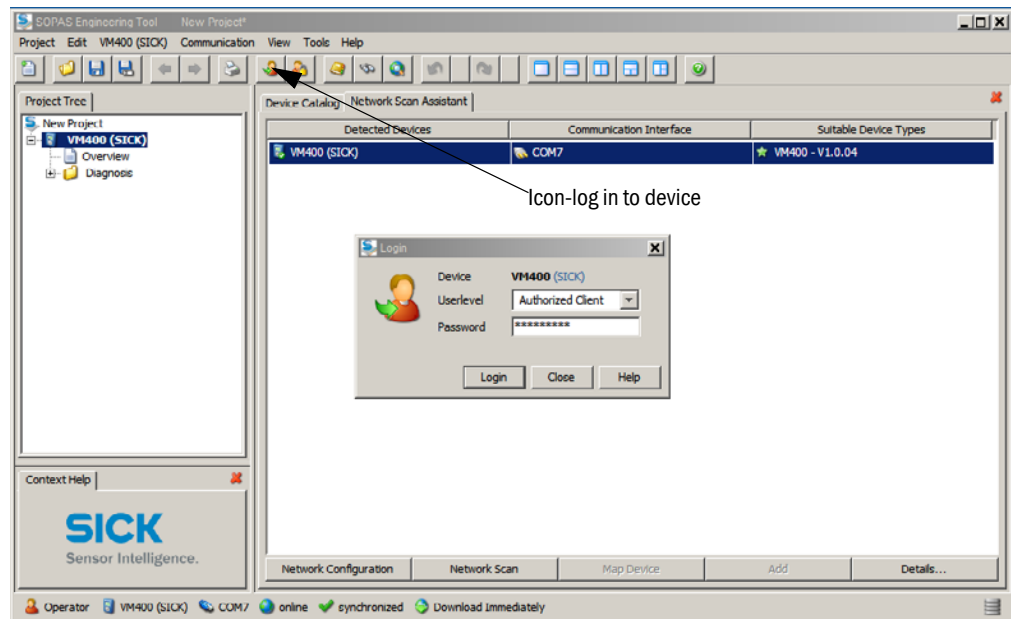 SOPAS Engineering Tool New Project*
Project Edit VM400 (SICK) Communication View Tools Help
Project Tree
Device Catalog Network Scan Assistant
New Project
VM400 (SICK)
Overview
Diagnosis
Detected Devices Communication Interface Suitable Device Types
VM400 (SICK) COM7 VM400 - V1.0.04
Icon-log in to device
Login
Device VM400 (SICK)
Userlevel Authorized Client
Password *********
Login Close Help
Context Help
SICK
Sensor Intelligence.
Network Configuration Network Scan Map Device Add Details...
Operator VM400 (SICK) COM7 online synchronized Download Immediately